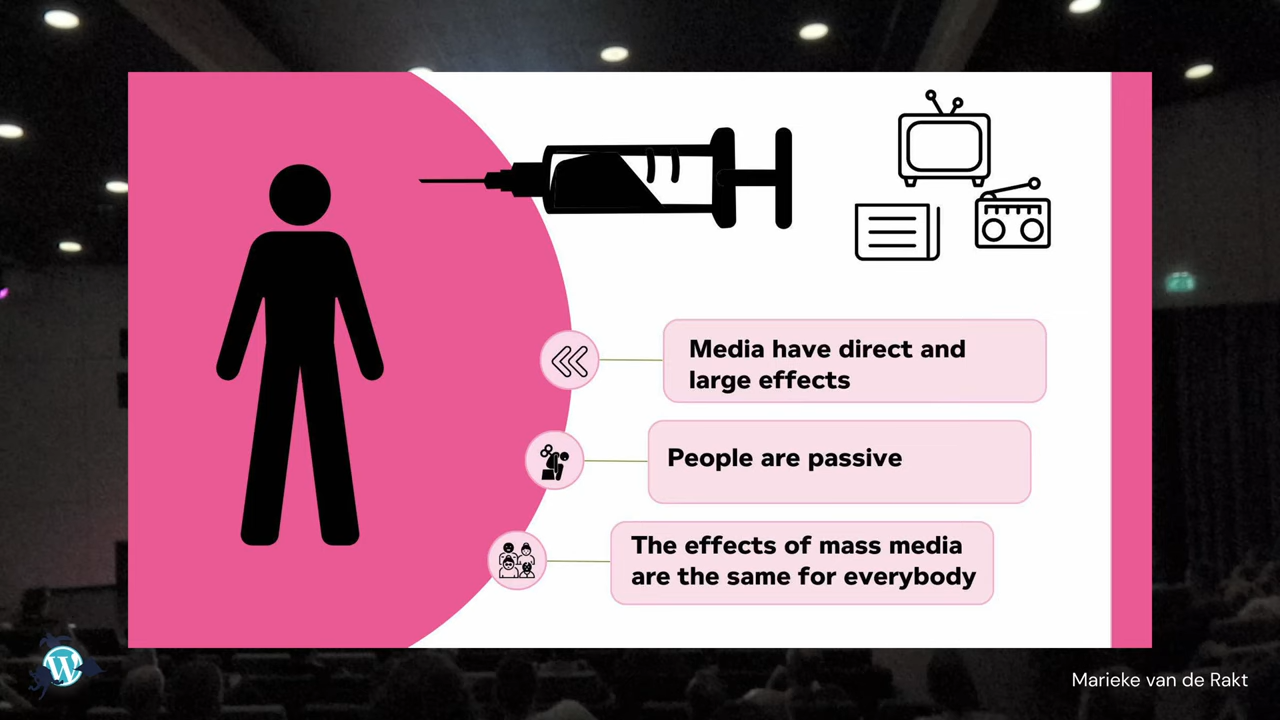 Media have direct and
large effects
People are passive
The effects of mass media
are the same for everybody
Marieke van de Rakt